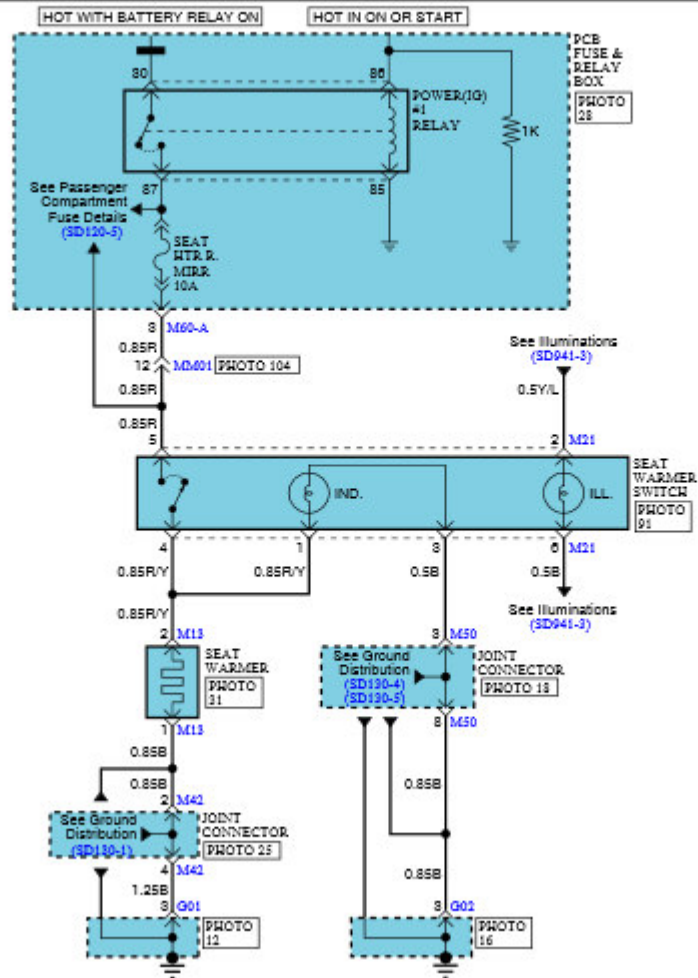 HOT WITH BATTERY RELAY ON
HOT IN ON OR START
PCB
FUSE &
RELAY
BOX
PHOTO
28
30
86
POWER(IG)
#1
RELAY
1K
87
85
See Passenger
Compartment
Fuse Details
(SD120-5)
SEAT
HTR R.
MIRR
10A
3 M60-A
0.85R
12 MM01 PHOTO 104
0.85R
0.85R
5
See Illuminations
(SD941-3)
0.5Y/L
2 M21
SEAT
WARMER
SWITCH
PHOTO
91
IND.
ILL.
4
1
3
6 M21
0.85R/Y
0.85R/Y
0.5B
0.5B
0.85R/Y
See Illuminations
(SD941-3)
2 M13
SEAT
WARMER
PHOTO
31
1 M13
3 M50
See Ground
Distribution
(SD130-4)
(SD130-5)
JOINT
CONNECTOR
PHOTO 18
8 M50
0.85B
0.85B
0.85B
2 M42
See Ground
Distribution
(SD130-1)
JOINT
CONNECTOR
PHOTO 25
4 M42
1.25B
0.85B
3 G01
PHOTO
12
3 G02
PHOTO
16